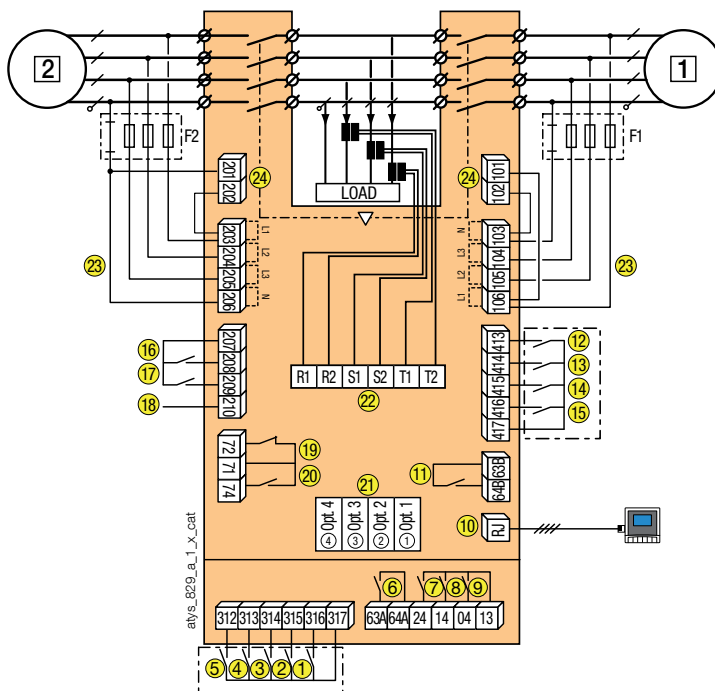 2
1
F2
F1
201
202
24
24
101
102
LOAD
203
204
205
206
L1
L2
L3
N
N
L3
L2
L1
103
104
105
106
23
23
207
208
209
210
16
17
18
R1 R2 S1 S2 T1 T2
22
413
414
415
416
417
12
13
14
15
72
71
74
19
20
21
Opt. 4 Opt. 3 Opt. 2 Opt. 1
4 3 2 1
11
63B
64B
10
RJ
atys_829_a_1_x_cat
6 7 8 9
312 313 314 315 316 317
63A 64A 24 14 04 13
5 4 3 2 1